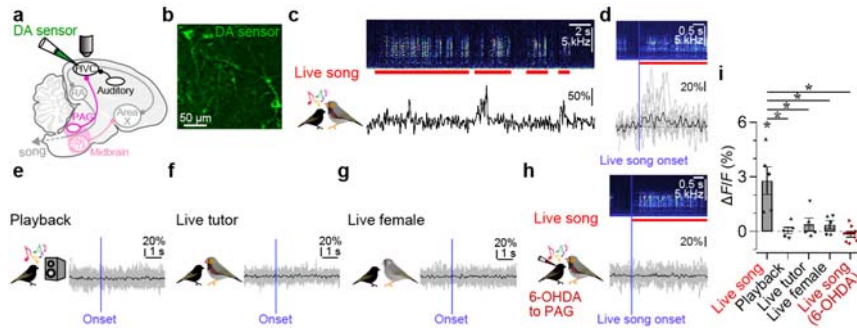 a
DA sensor
HVC
Auditory
RA
PAG
Area
X
song
Midbrain
b
DA sensor
50 μm
c
2 s
5 kHz
Live song
50%
d
0.5 s
5 kHz
20%
Live song onset
e
Playback
20%
1 s
Onset
f
Live tutor
20%
1 s
Onset
g
Live female
20%
1 s
Onset
h
Live song
6-OHDA
to PAG
0.5 s
5 kHz
20%
Live song onset
i
* * * * *
ΔF/F (%)
6
3
0
Live song
Playback
Live tutor
Live female
Live song
(6-OHDA)